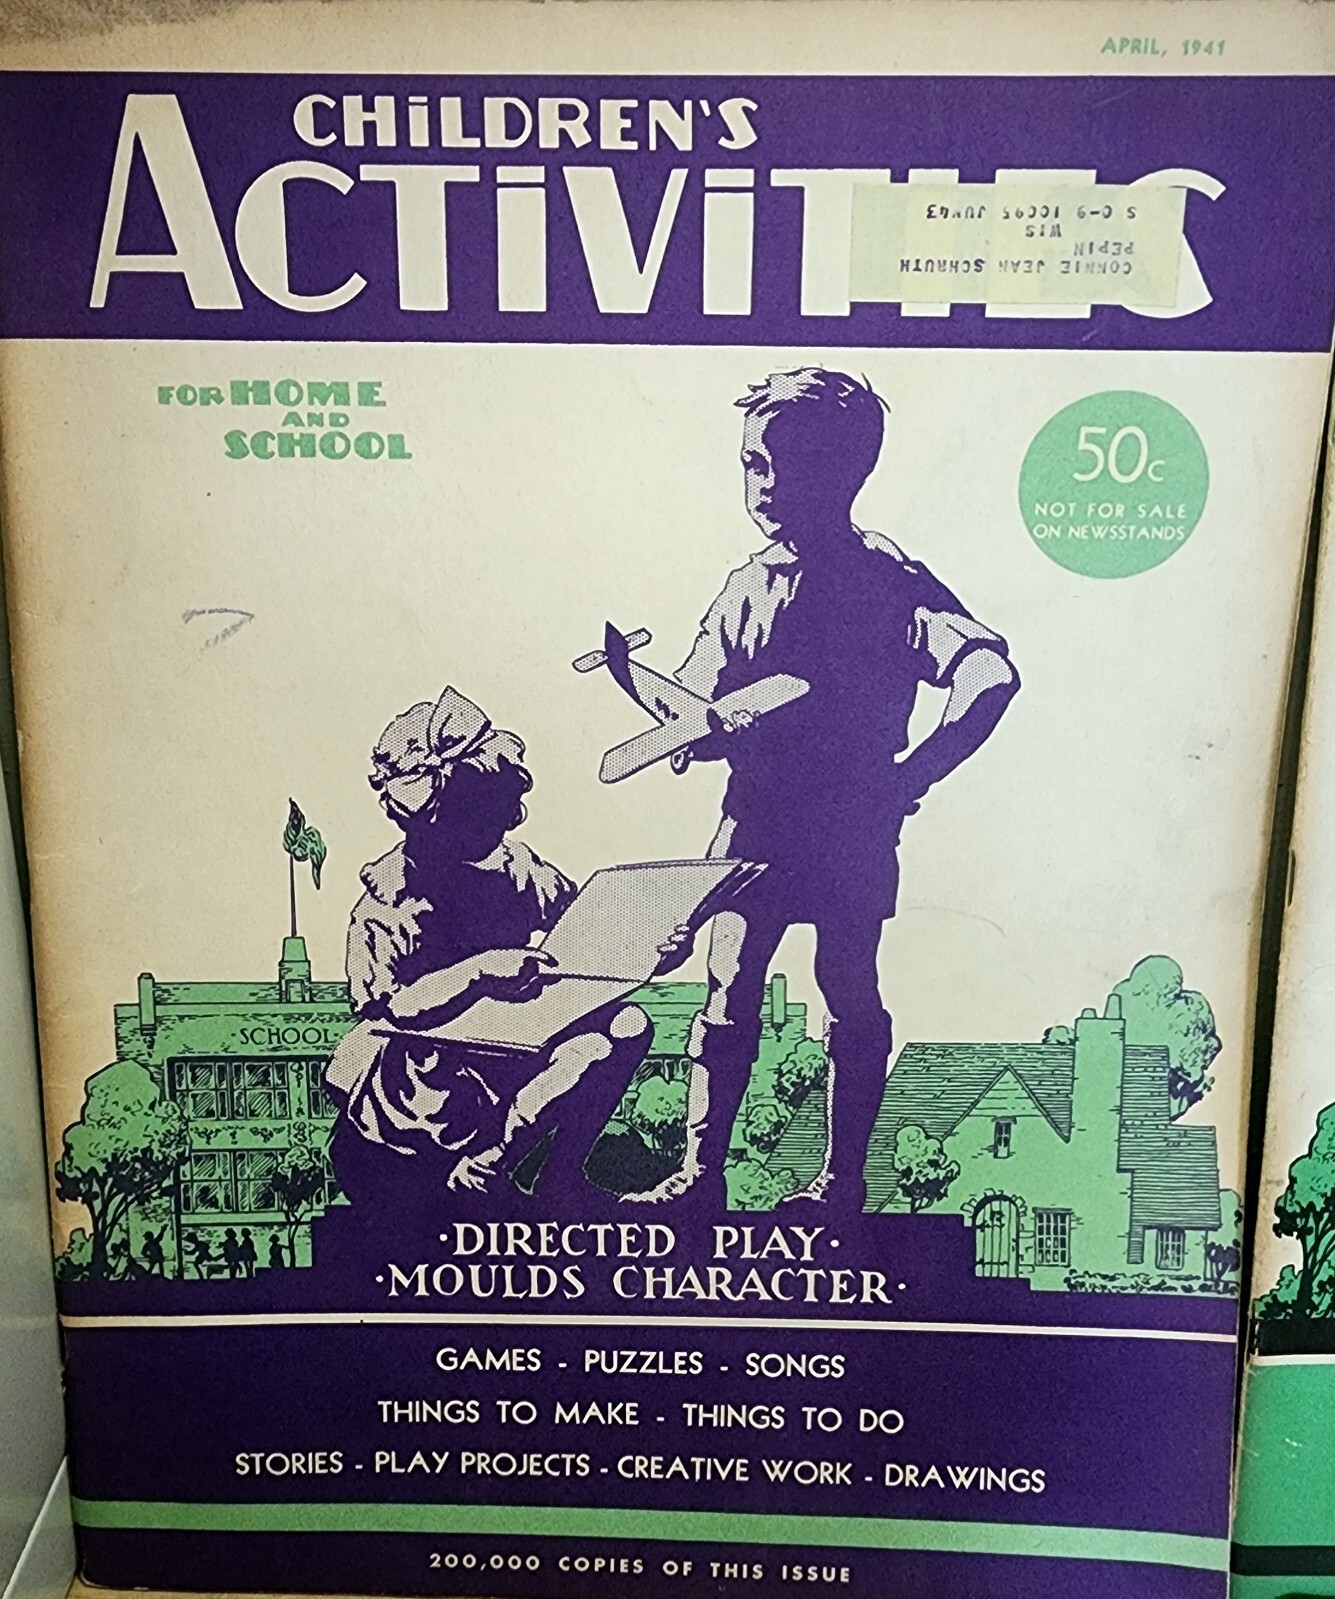 APRIL, 1941
CHILDREN'S
ACTIVITIES
CONNIE JEAN SCHRUTH
PEPIN
WIS
S C-9 10C95 JUN43
FOR HOME
AND
SCHOOL
50c
NOT FOR SALE
ON NEWSSTANDS
SCHOOL
·DIRECTED PLAY·
·MOULDS CHARACTER·
GAMES - PUZZLES - SONGS
THINGS TO MAKE - THINGS TO DO
STORIES - PLAY PROJECTS - CREATIVE WORK - DRAWINGS
200,000 COPIES OF THIS ISSUE